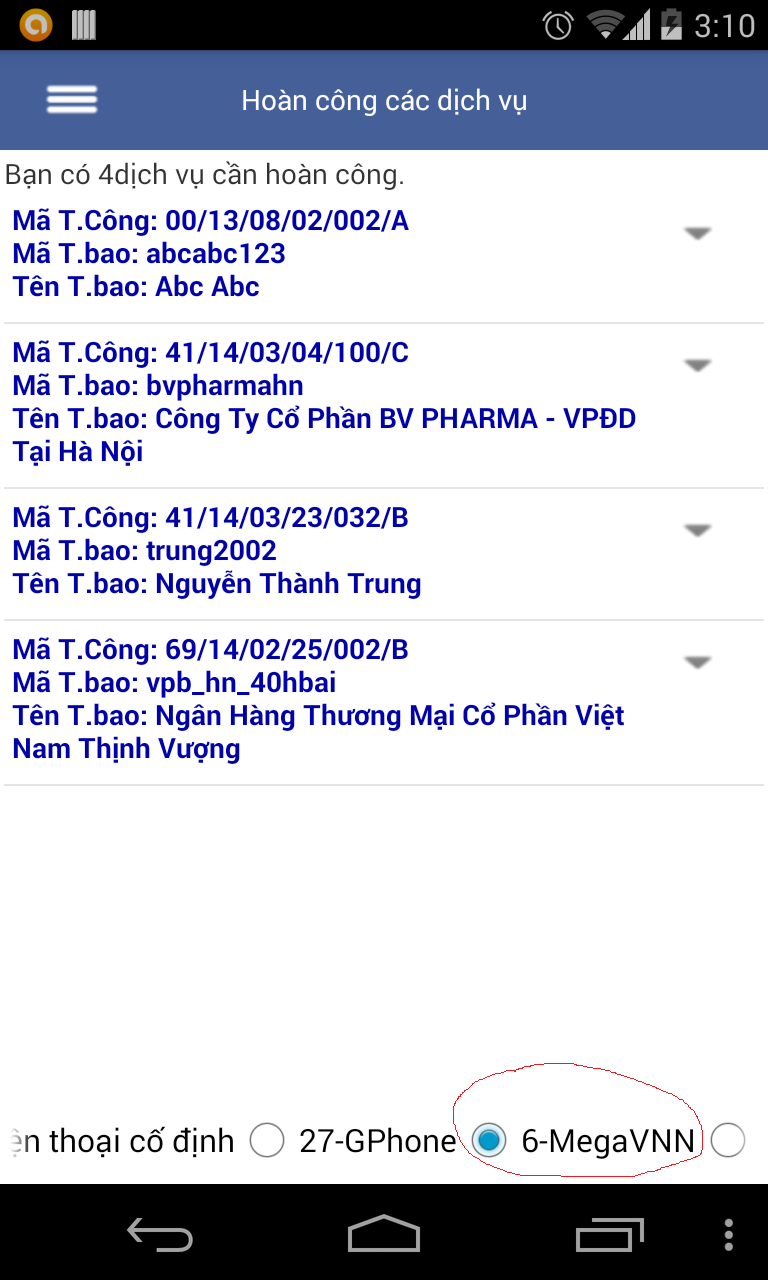 3:10
Hoàn công các dịch vụ
Bạn có 4dịch vụ cần hoàn công.
Mã T.Công: 00/13/08/02/002/A
Mã T.bao: abcabc123
Tên T.bao: Abc Abc
Mã T.Công: 41/14/03/04/100/C
Mã T.bao: bvpharmahn
Tên T.bao: Công Ty Cổ Phần BV PHARMA - VPĐD
Tại Hà Nội
Mã T.Công: 41/14/03/23/032/B
Mã T.bao: trung2002
Tên T.bao: Nguyễn Thành Trung
Mã T.Công: 69/14/02/25/002/B
Mã T.bao: vpb_hn_40hbai
Tên T.bao: Ngân Hàng Thương Mại Cổ Phần Việt
Nam Thịnh Vượng
ện thoại cố định 27-GPhone 6-MegaVNN